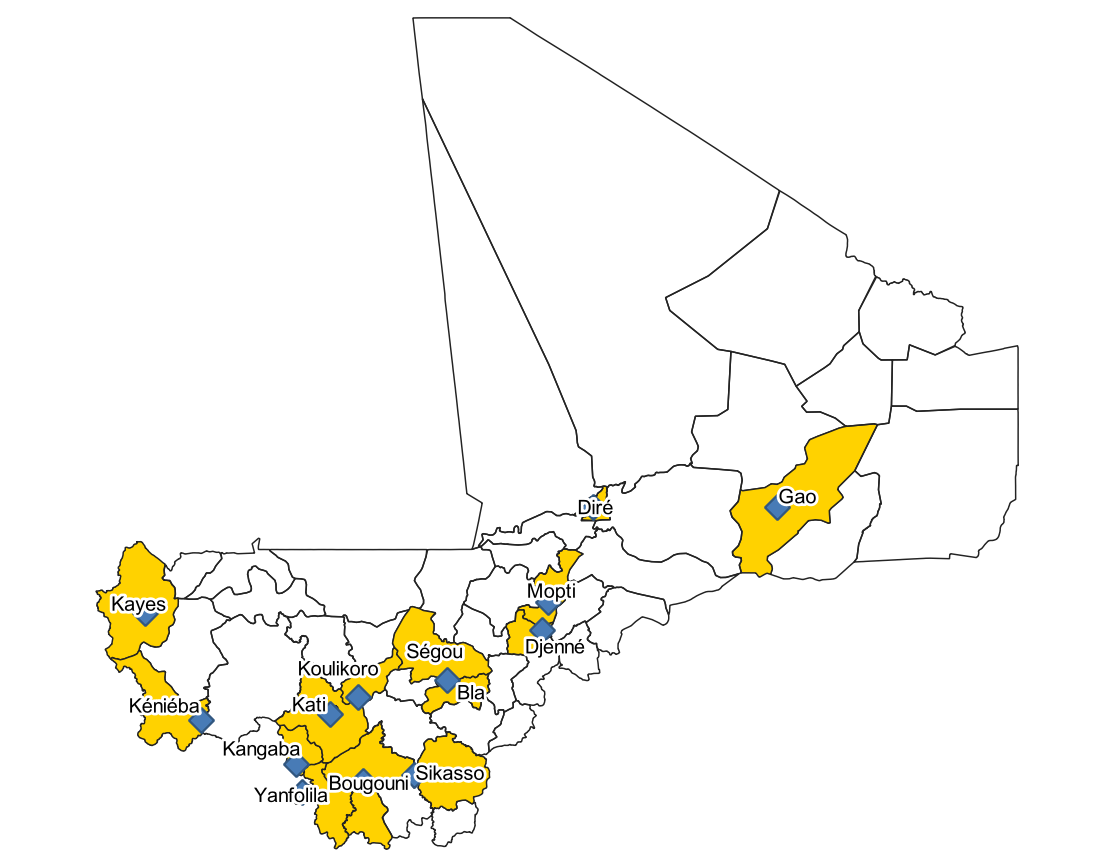 Gao
Diré
Mopti
Kayes
Djenné
Ségou
Koulikoro
Bla
Kéniéba
Kati
Kangaba
Sikasso
Bougouni
Yanfolila